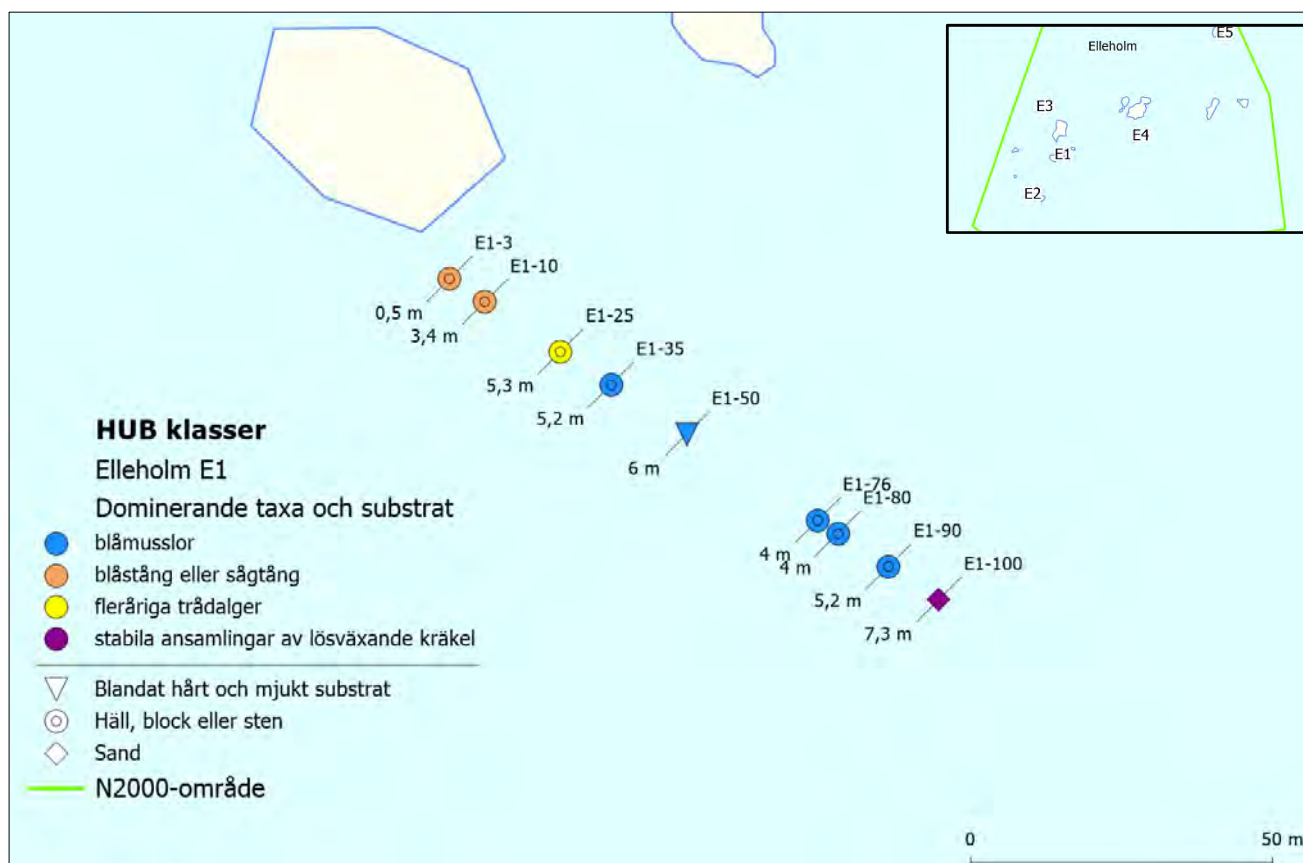 Elleholm
E5
E3
E4
E1
E2
E1-3
E1-10
0,5 m
3,4 m
E1-25
E1-35
5,3 m
5,2 m
E1-50
6 m
E1-76
E1-80
4 m
4 m
E1-90
E1-100
5,2 m
7,3 m
HUB klasser
Elleholm E1
Dominerande taxa och substrat
blåmusslor
blåstång eller sågtång
fleråriga trådalger
stabila ansamlingar av lösväxande kräkel
Blandat hårt och mjukt substrat
Häll, block eller sten
Sand
N2000-område
0 50 m